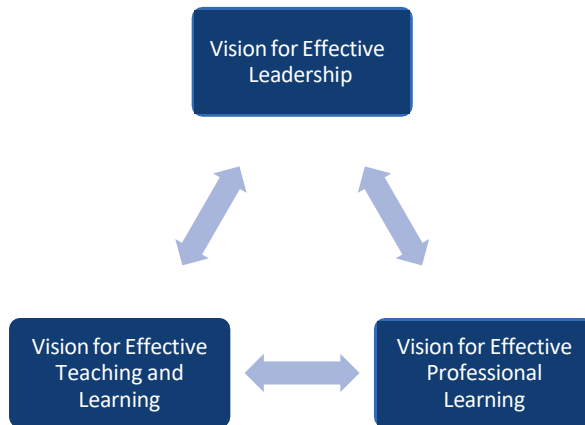 Vision for Effective
Leadership
Vision for Effective
Teaching and
Learning
Vision for Effective
Professional
Learning